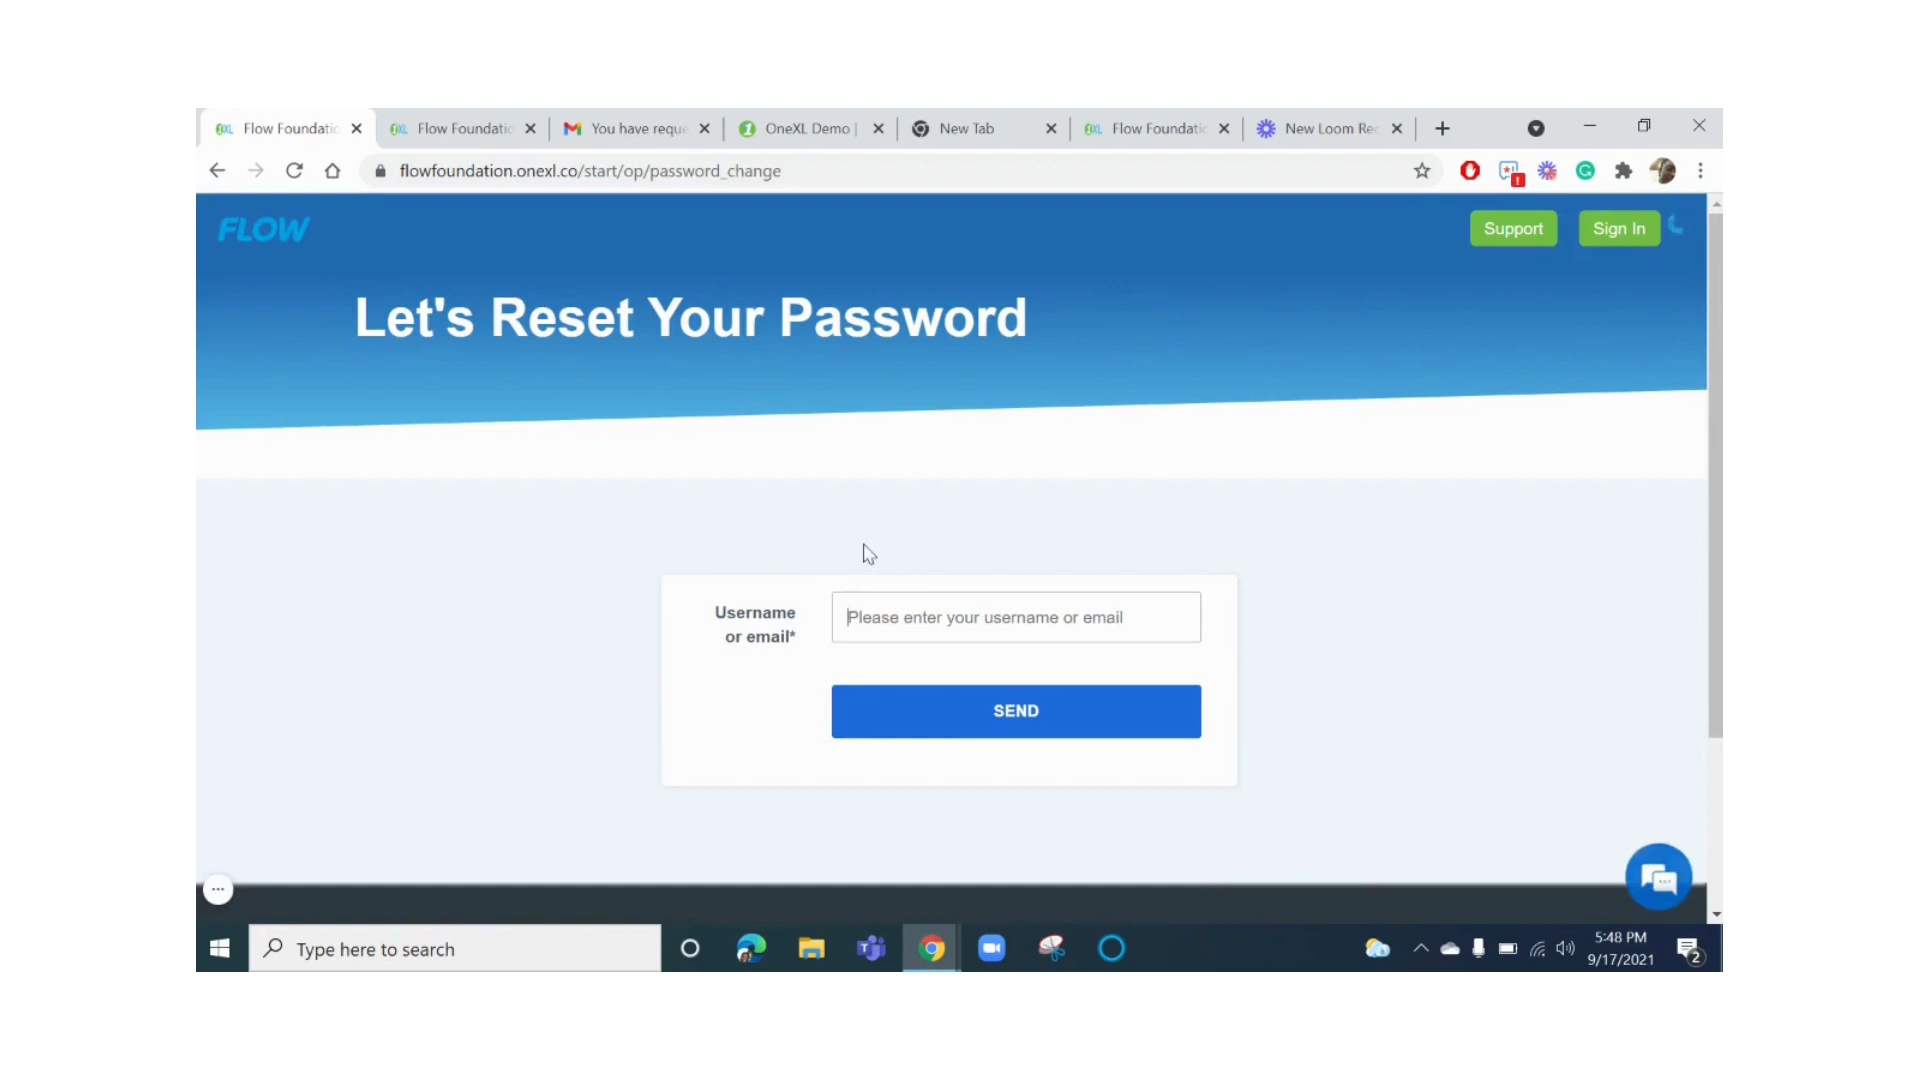 Flow Foundatic
Flow Foundatic
You have reque
OneXL Demo |
New Tab
Flow Foundatic
New Loom Rec
flowfoundation.onexl.co/start/op/password_change
FLOW
Support
Sign In
Let's Reset Your Password
Username
or email*
Please enter your username or email
SEND
Type here to search
5:48 PM
9/17/2021
2